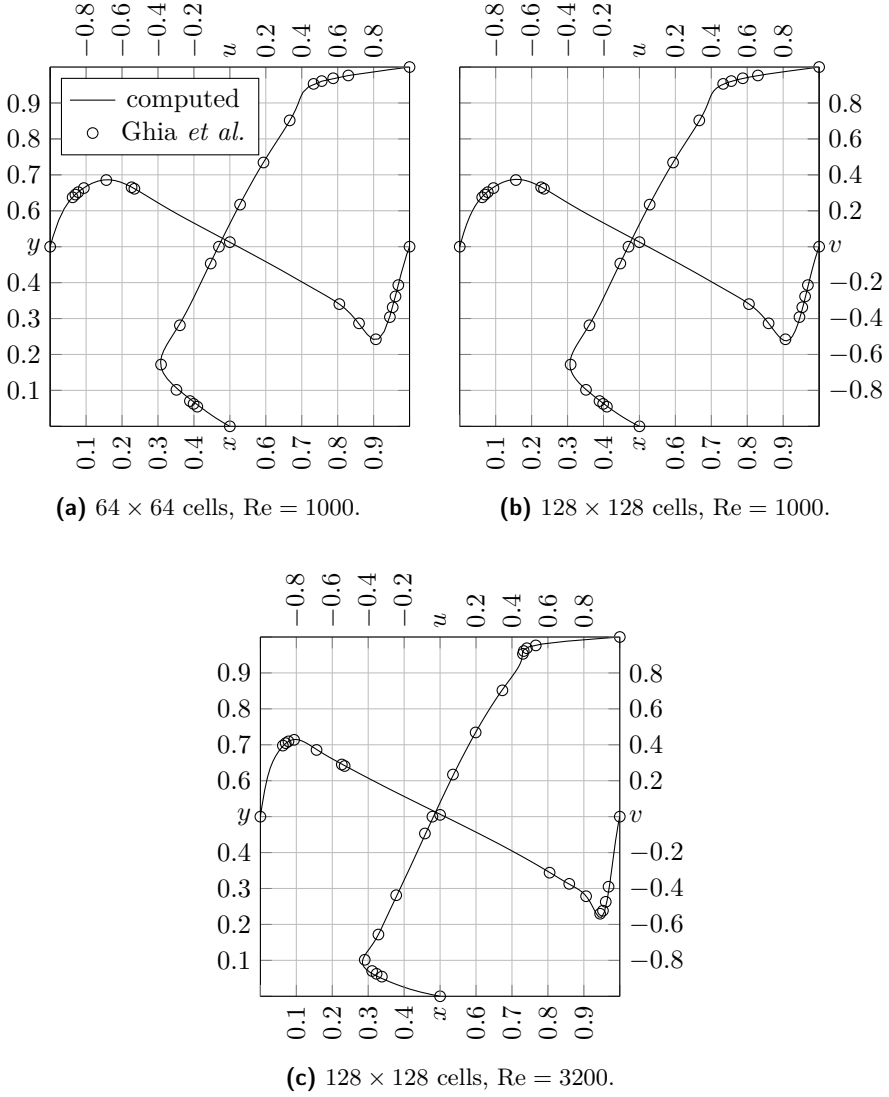 −0.8 −0.6 −0.4 −0.2 u 0.2 0.4 0.6 0.8
computed
Ghia et al.
0.9
0.8
0.7
0.6
y
0.4
0.3
0.2
0.1
0.1 0.2 0.3 0.4 x 0.6 0.7 0.8 0.9
(a) 64 × 64 cells, Re = 1000.
−0.8 −0.6 −0.4 −0.2 u 0.2 0.4 0.6 0.8
0.8
0.6
0.4
0.2
v
−0.2
−0.4
−0.6
−0.8
0.1 0.2 0.3 0.4 x 0.6 0.7 0.8 0.9
(b) 128 × 128 cells, Re = 1000.
−0.8 −0.6 −0.4 −0.2 u 0.2 0.4 0.6 0.8
0.9 0.8
0.8 0.6
0.7 0.4
0.6 0.2
y v
0.4 −0.2
0.3 −0.4
0.2 −0.6
0.1 −0.8
0.1 0.2 0.3 0.4 x 0.6 0.7 0.8 0.9
(c) 128 × 128 cells, Re = 3200.